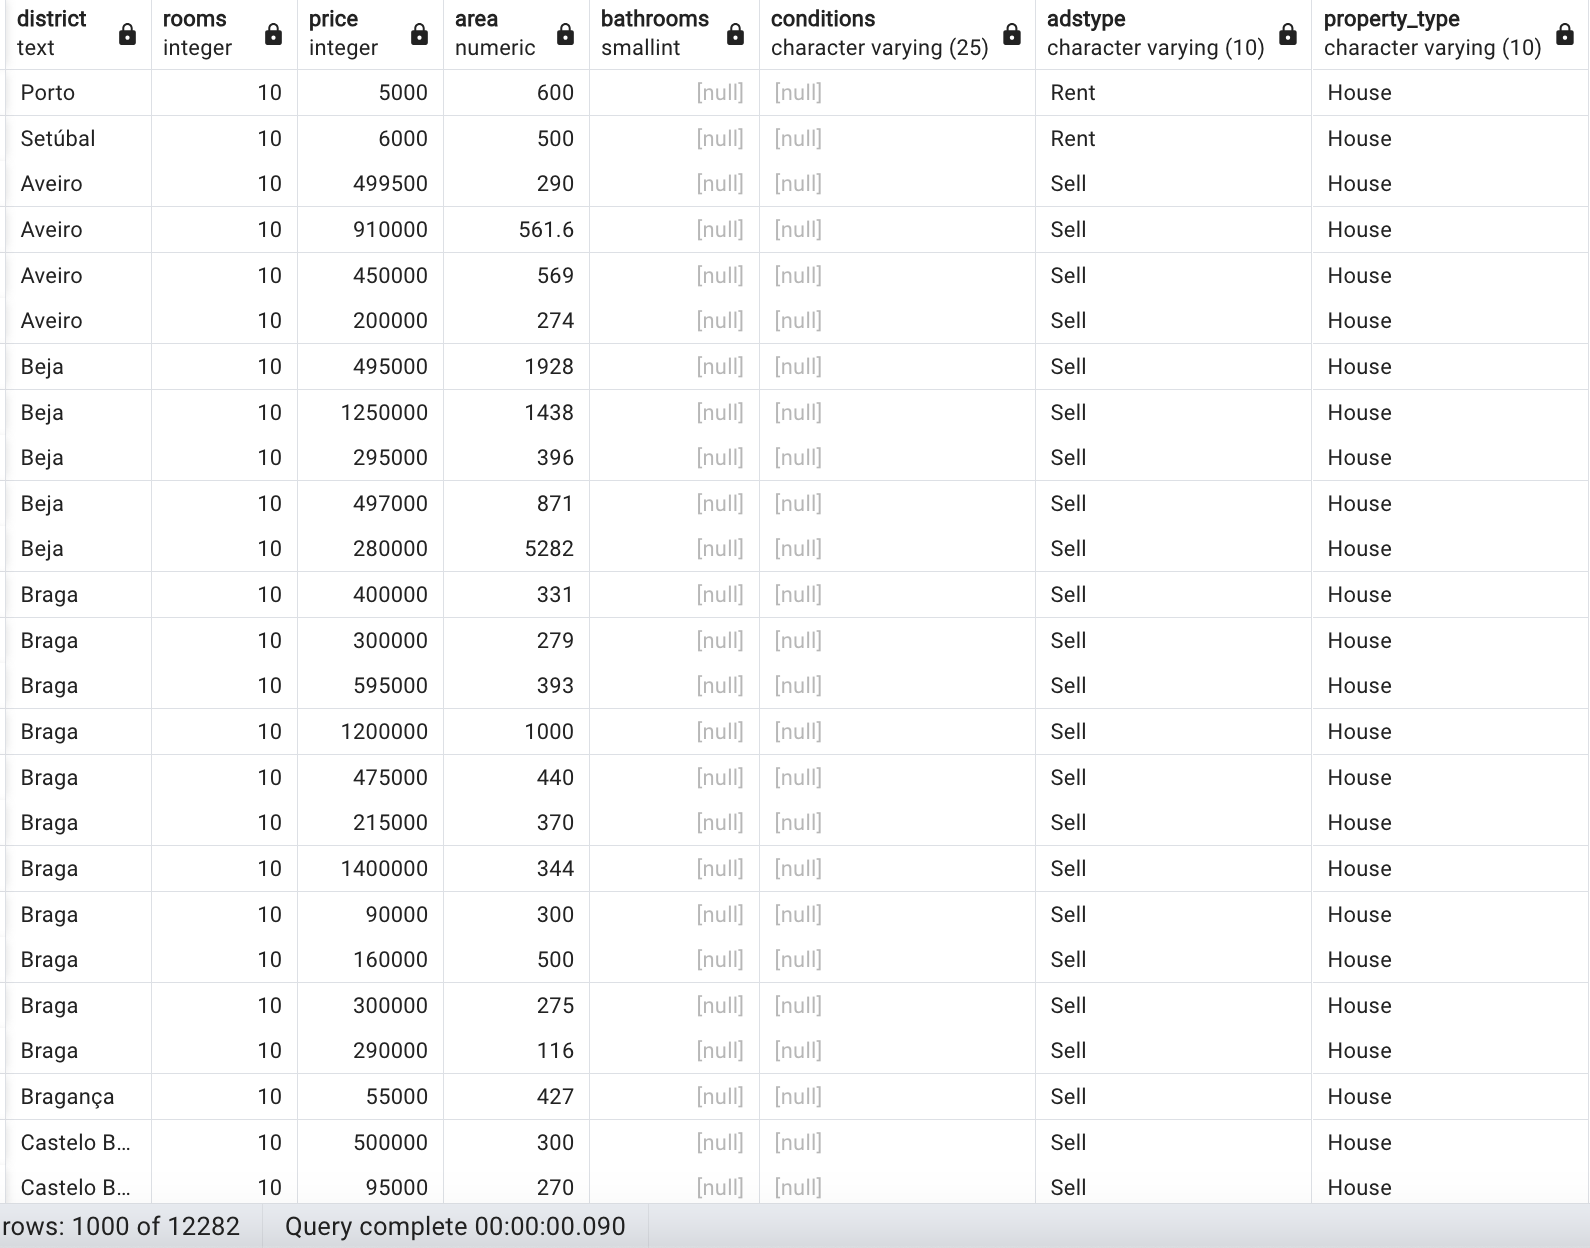 district rooms price area bathrooms conditions adstype property_type
text integer integer numeric smallint character varying (25) character varying (10) character varying (10)
Porto 10 5000 600 [null] [null] Rent House
Setúbal 10 6000 500 [null] [null] Rent House
Aveiro 10 499500 290 [null] [null] Sell House
Aveiro 10 910000 561.6 [null] [null] Sell House
Aveiro 10 450000 569 [null] [null] Sell House
Aveiro 10 200000 274 [null] [null] Sell House
Beja 10 495000 1928 [null] [null] Sell House
Beja 10 1250000 1438 [null] [null] Sell House
Beja 10 295000 396 [null] [null] Sell House
Beja 10 497000 871 [null] [null] Sell House
Beja 10 280000 5282 [null] [null] Sell House
Braga 10 400000 331 [null] [null] Sell House
Braga 10 300000 279 [null] [null] Sell House
Braga 10 595000 393 [null] [null] Sell House
Braga 10 1200000 1000 [null] [null] Sell House
Braga 10 475000 440 [null] [null] Sell House
Braga 10 215000 370 [null] [null] Sell House
Braga 10 1400000 344 [null] [null] Sell House
Braga 10 90000 300 [null] [null] Sell House
Braga 10 160000 500 [null] [null] Sell House
Braga 10 300000 275 [null] [null] Sell House
Braga 10 290000 116 [null] [null] Sell House
Bragança 10 55000 427 [null] [null] Sell House
Castelo B... 10 500000 300 [null] [null] Sell House
Castelo B... 10 95000 270 [null] [null] Sell House
rows: 1000 of 12282 Query complete 00:00:00.090